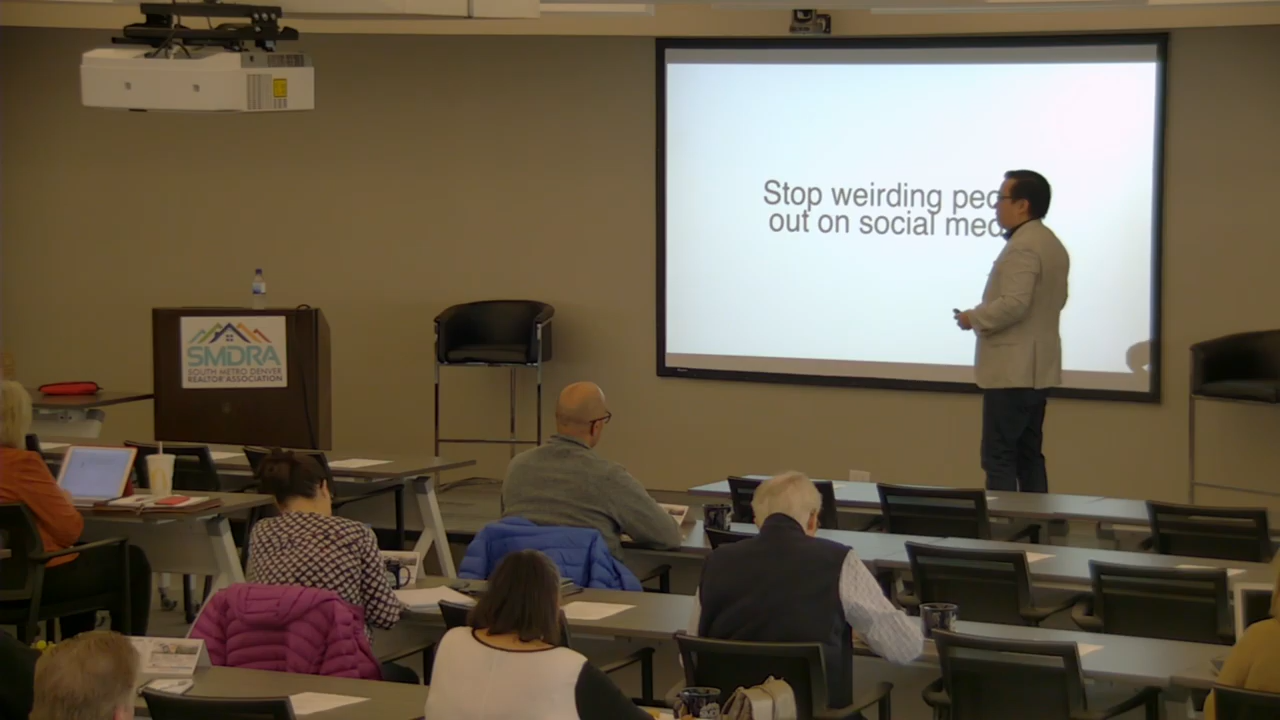 Stop weirding peo
out on social med
SMDRA
SOUTH METRO DENVER
REALTOR® ASSOCIATION